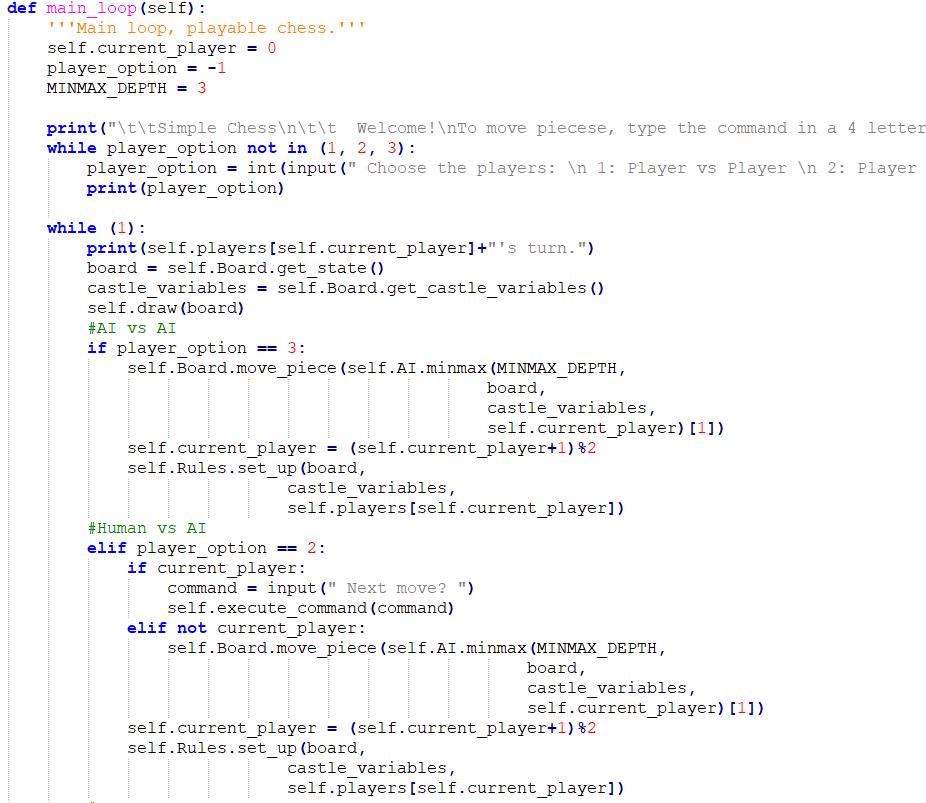 def main_loop(self):
    '''Main loop, playable chess.'''
    self.current_player = 0
    player_option = -1
    MINMAX_DEPTH = 3
    print("\t\tSimple Chess\n\t\t  Welcome!\nTo move piecese, type the command in a 4 letter
    while player_option not in (1, 2, 3):
        player_option = int(input(" Choose the players: \n 1: Player vs Player \n 2: Player
        print(player_option)
    while (1):
        print(self.players[self.current_player]+"'s turn.")
        board = self.Board.get_state()
        castle_variables = self.Board.get_castle_variables()
        self.draw(board)
        #AI vs AI
        if player_option == 3:
            self.Board.move_piece(self.AI.minmax(MINMAX_DEPTH,
                                                board,
                                                castle_variables,
                                                self.current_player)[1])
            self.current_player = (self.current_player+1)%2
            self.Rules.set_up(board,
                            castle_variables,
                            self.players[self.current_player])
        #Human vs AI
        elif player_option == 2:
            if current_player:
                command = input(" Next move? ")
                self.execute_command(command)
            elif not current_player:
                self.Board.move_piece(self.AI.minmax(MINMAX_DEPTH,
                                                    board,
                                                    castle_variables,
                                                    self.current_player)[1])
            self.current_player = (self.current_player+1)%2
            self.Rules.set_up(board,
                            castle_variables,
                            self.players[self.current_player])